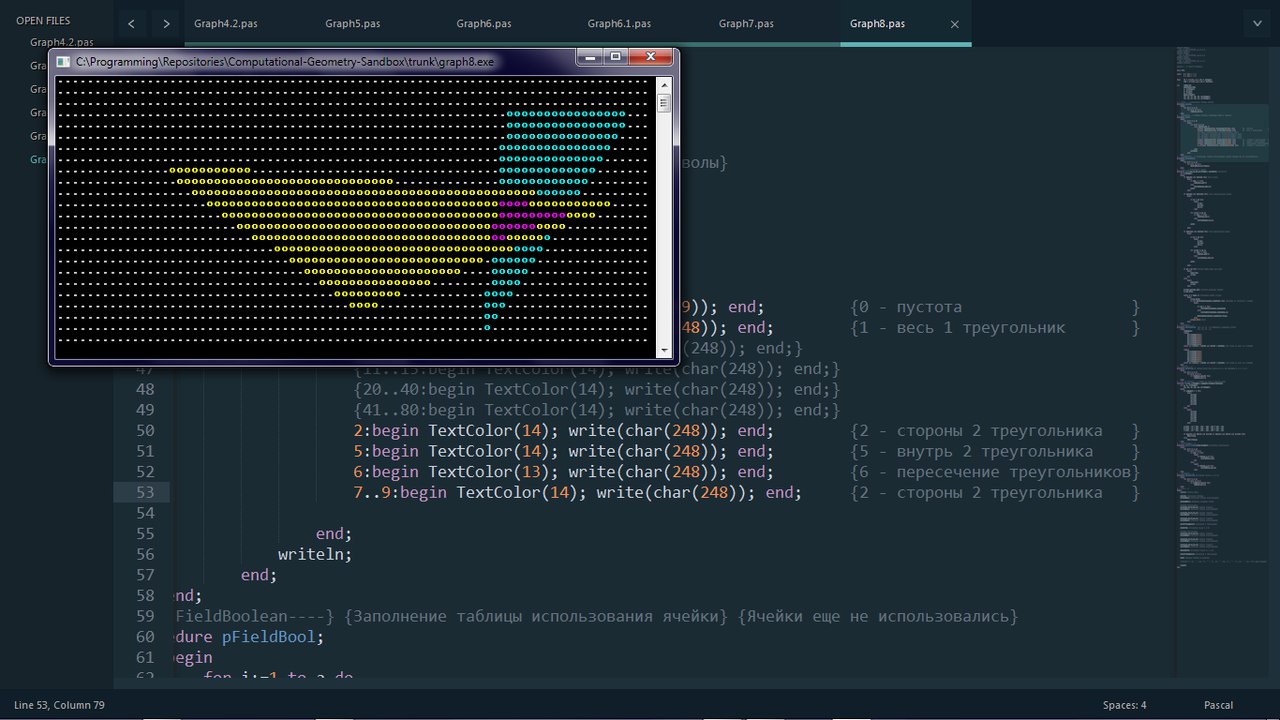 OPEN FILES
Graph4.2.pas
Graph5.pas
Graph6.pas
Graph6.1.pas
Graph7.pas
Graph8.pas
Graph4.2.pas
Gra
C:\Programming\Repositories\Computational-Geometry-Sandbox\trunk\graph8.exe
волы}
9)); end; {0 - пустота }
48)); end; {1 - весь 1 треугольник }
(248)); end;}
47 {11..15:begin TextColor(14); write(char(248)); end;}
48 {20..40:begin TextColor(14); write(char(248)); end;}
49 {41..80:begin TextColor(14); write(char(248)); end;}
50 2:begin TextColor(14); write(char(248)); end; {2 - стороны 2 треугольника }
51 5:begin TextColor(14); write(char(248)); end; {5 - внутрь 2 треугольника }
52 6:begin TextColor(13); write(char(248)); end; {6 - пересечение треугольников}
53 7..9:begin TextColor(14); write(char(248)); end; {2 - стороны 2 треугольника }
54
55 end;
56 writeln;
57 end;
58 nd;
59 FieldBoolean----} {Заполнение таблицы использования ячейки} {Ячейки еще не использовались}
60 dure pFieldBool;
61 egin
62 for i:=1 to a do
Line 53, Column 79
Spaces: 4
Pascal